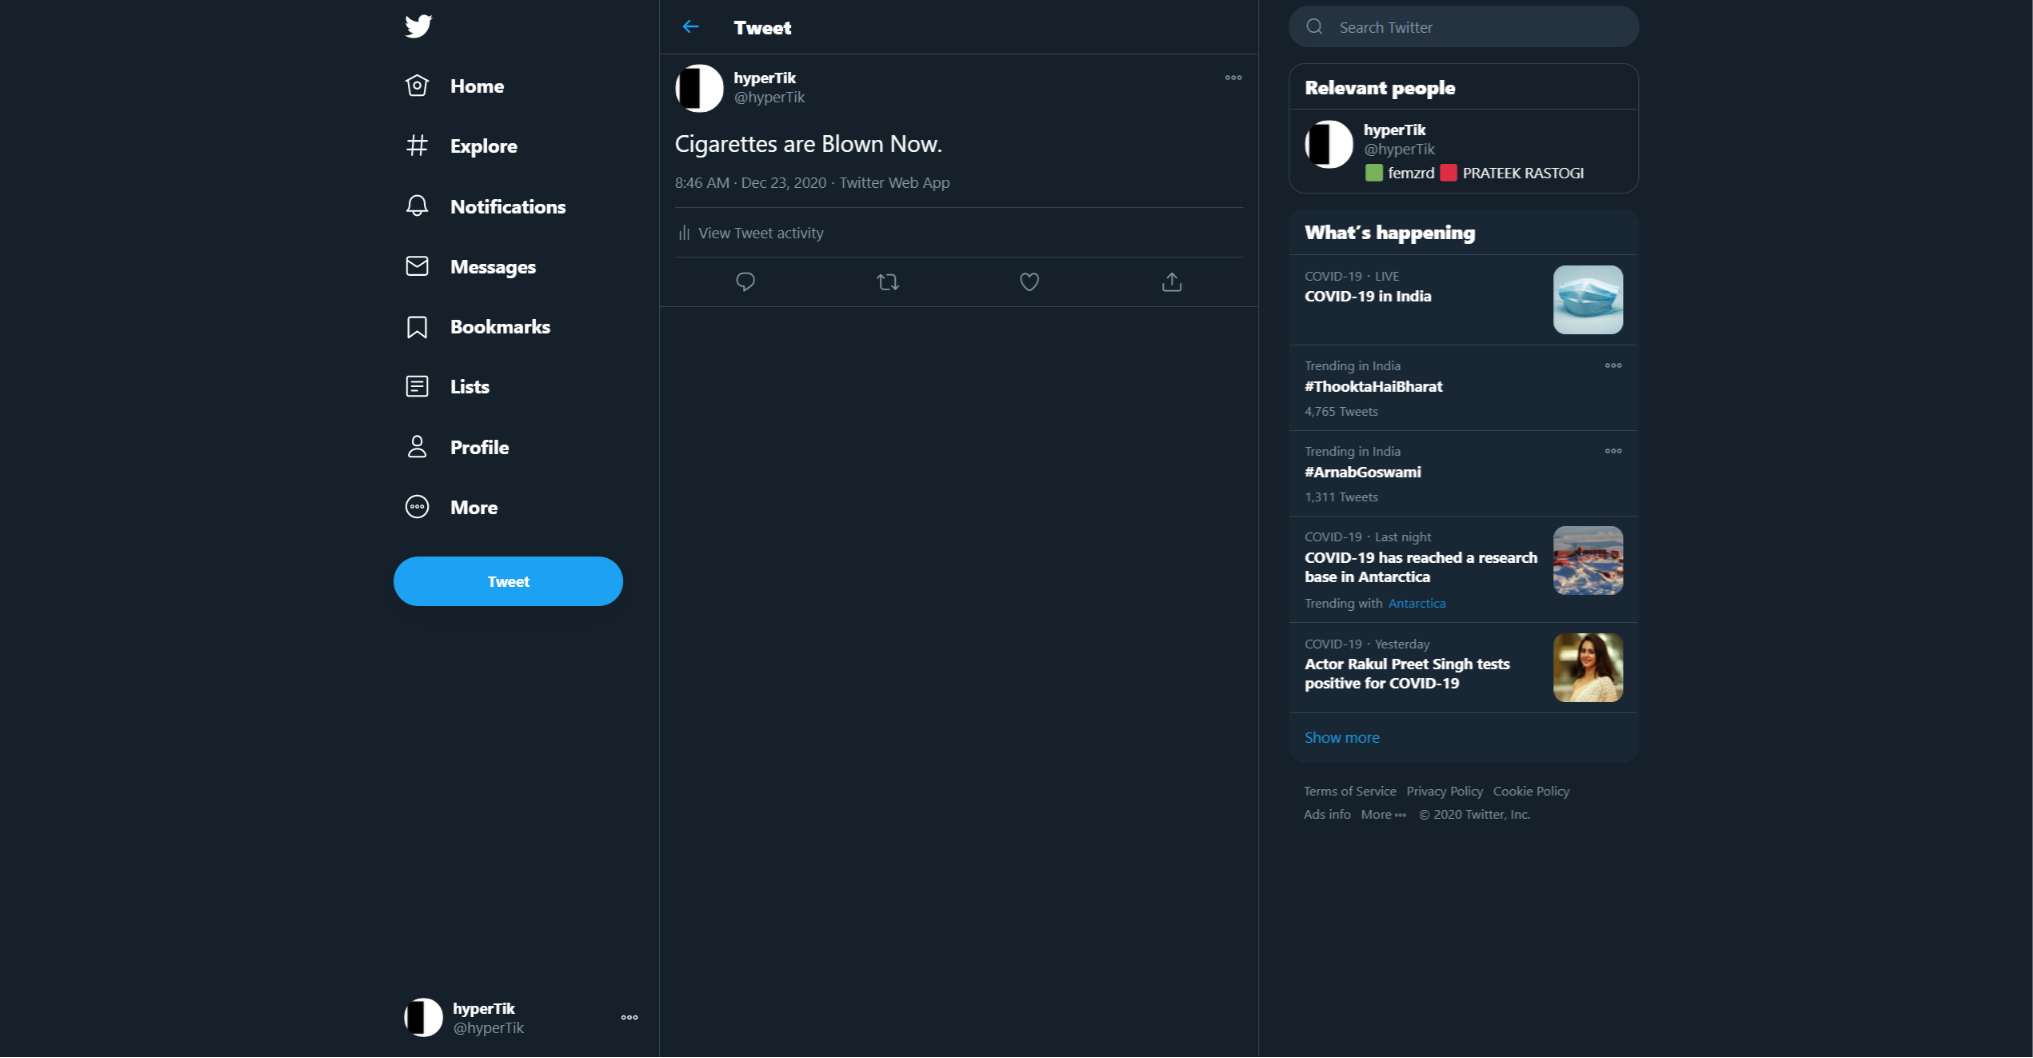 Home
Explore
Notifications
Messages
Bookmarks
Lists
Profile
More
Tweet
hyperTik
@hyperTik
Tweet
hyperTik
@hyperTik
Cigarettes are Blown Now.
8:46 AM · Dec 23, 2020 · Twitter Web App
View Tweet activity
Search Twitter
Relevant people
hyperTik
@hyperTik
femzrd PRATEEK RASTOGI
What's happening
COVID-19 · LIVE
COVID-19 in India
Trending in India
#ThooktaHaiBharat
4,765 Tweets
Trending in India
#ArnabGoswami
1,311 Tweets
COVID-19 · Last night
COVID-19 has reached a research
base in Antarctica
Trending with Antarctica
COVID-19 · Yesterday
Actor Rakul Preet Singh tests
positive for COVID-19
Show more
Terms of Service Privacy Policy Cookie Policy
Ads info More ··· © 2020 Twitter, Inc.